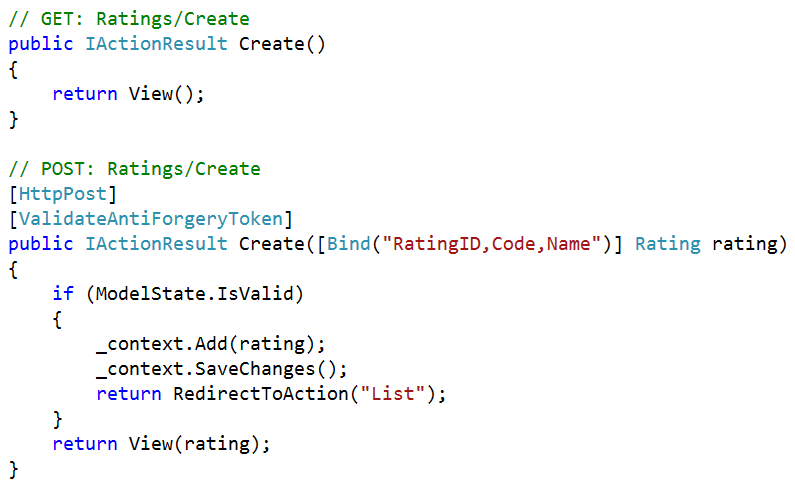 // GET: Ratings/Create
public IActionResult Create()
{
    return View();
}

// POST: Ratings/Create
[HttpPost]
[ValidateAntiForgeryToken]
public IActionResult Create([Bind("RatingID,Code,Name")] Rating rating)
{
    if (ModelState.IsValid)
    {
        _context.Add(rating);
        _context.SaveChanges();
        return RedirectToAction("List");
    }
    return View(rating);
}